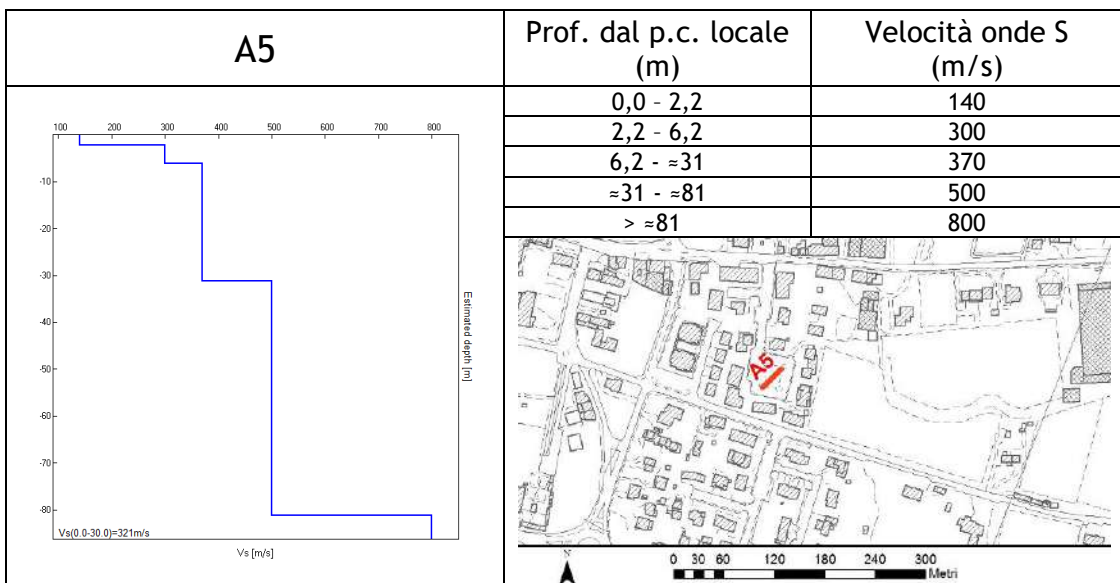 A5
Prof. dal p.c. locale
(m)
Velocità onde S
(m/s)
0,0 – 2,2 140
2,2 – 6,2 300
6,2 - ≈31 370
≈31 - ≈81 500
> ≈81 800
100 200 300 400 500 600 700 800
-10
-20
-30
-40
-50
-60
-70
-80
Estimated depth [m]
Vs(0.0-30.0)=321m/s
Vs [m/s]
A5
N
0 30 60 120 180 240 300
Metri